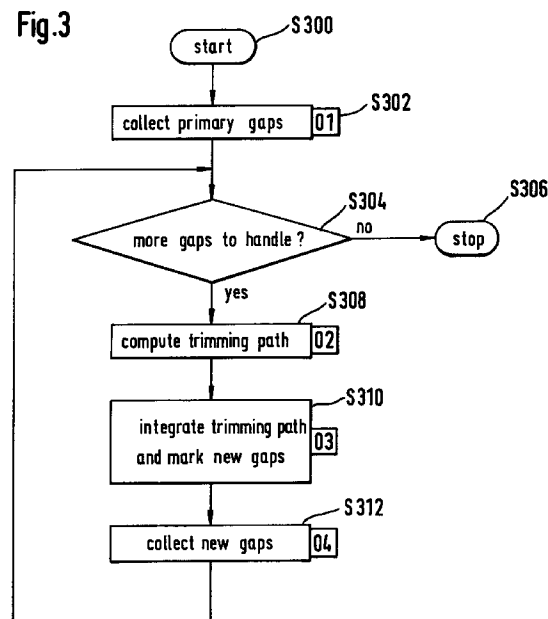 Fig.3
S300
start
S302
collect primary gaps 01
S304
S306
more gaps to handle?
no
stop
yes
S308
compute trimming path 02
S310
integrate trimming path
03
and mark new gaps
S312
collect new gaps 04